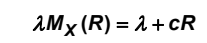 λM_X(R) = λ + cR